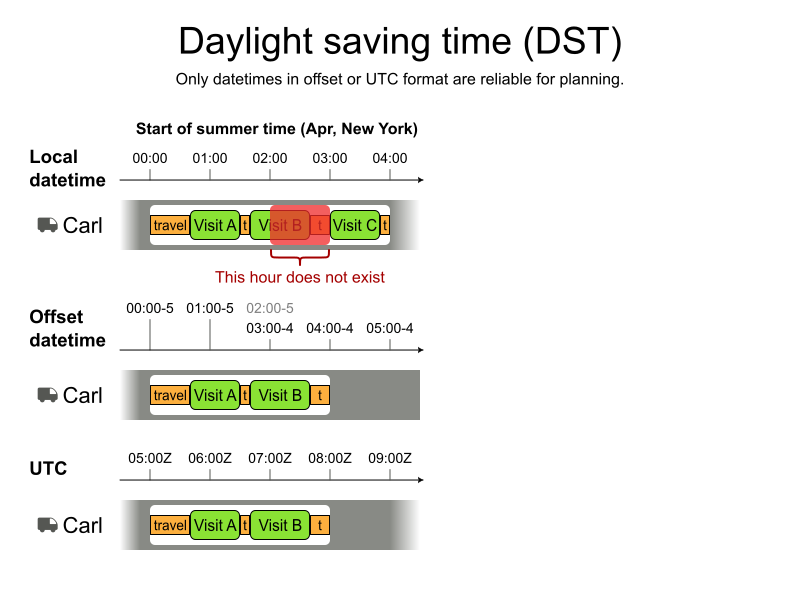 Daylight saving time (DST)
Only datetimes in offset or UTC format are reliable for planning.
Start of summer time (Apr, New York)
Local
datetime
00:00 01:00 02:00 03:00 04:00
Carl
travel Visit A t Visit B t Visit C t
This hour does not exist
Offset
datetime
00:00-5 01:00-5 02:00-5
03:00-4 04:00-4 05:00-4
Carl
travel Visit A t Visit B t
UTC
05:00Z 06:00Z 07:00Z 08:00Z 09:00Z
Carl
travel Visit A t Visit B t